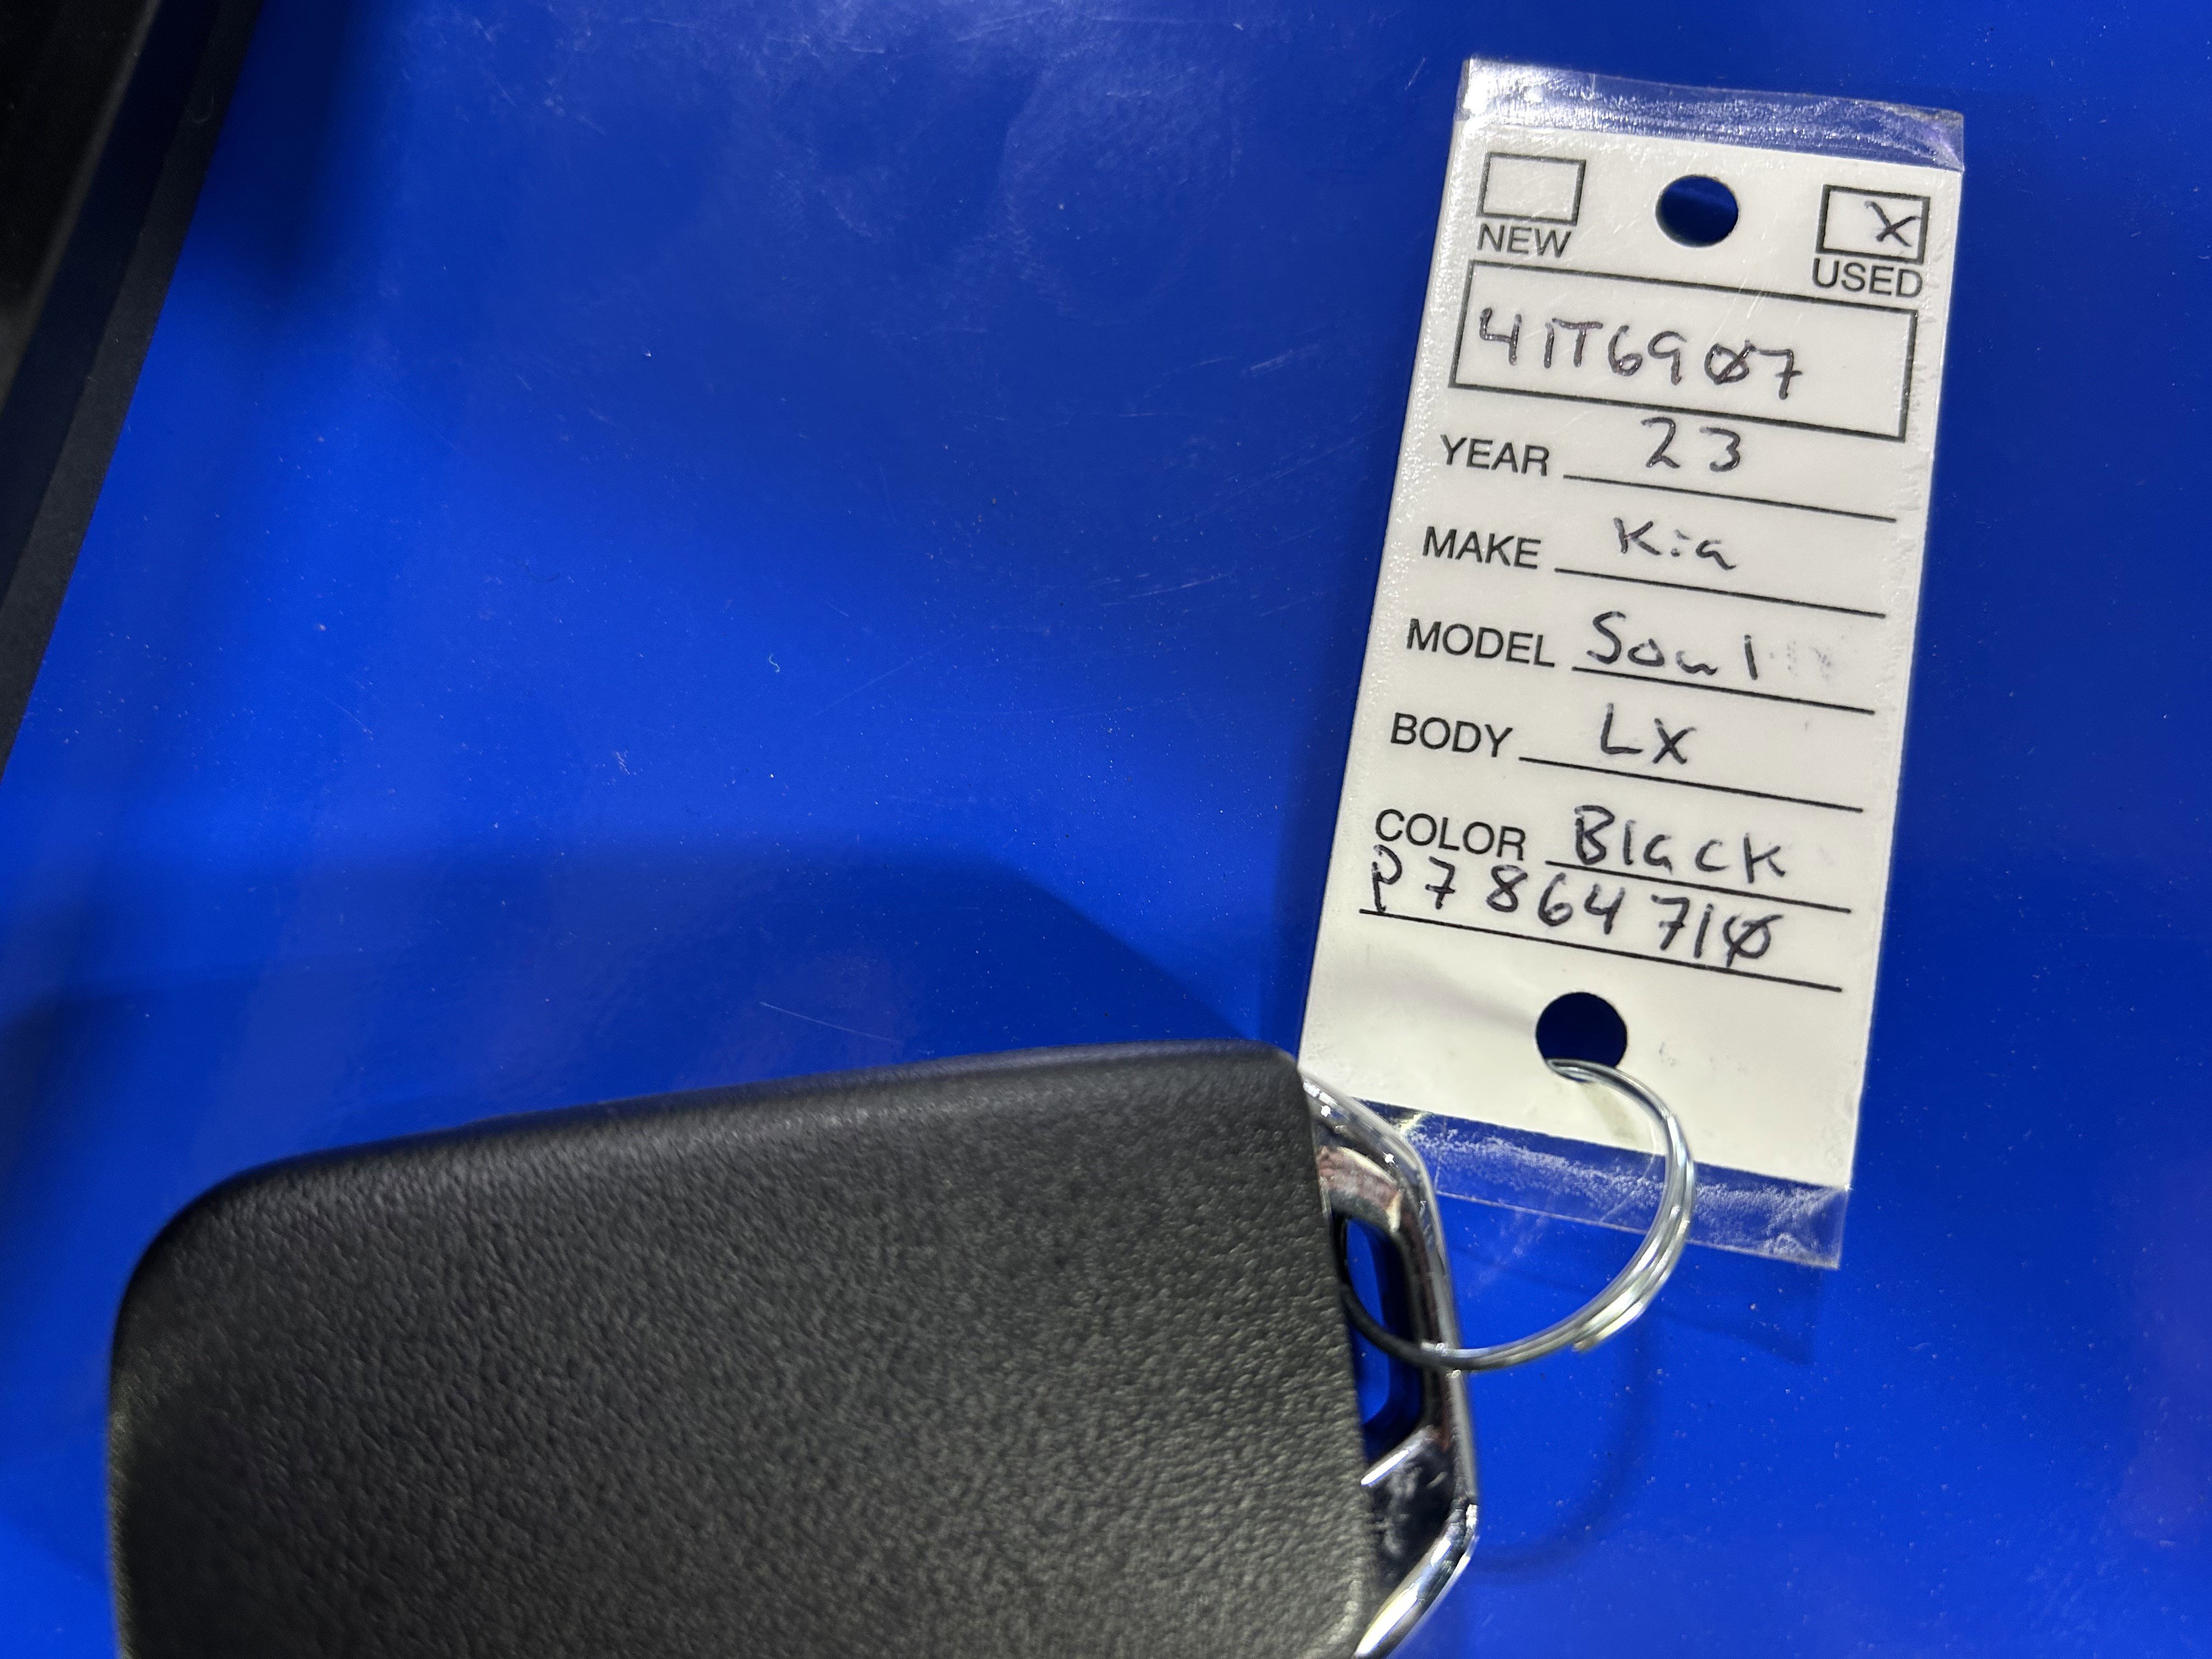 NEW USED
X
41T6907
YEAR 23
MAKE Kia
MODEL Soul
BODY LX
COLOR Black
P7864710